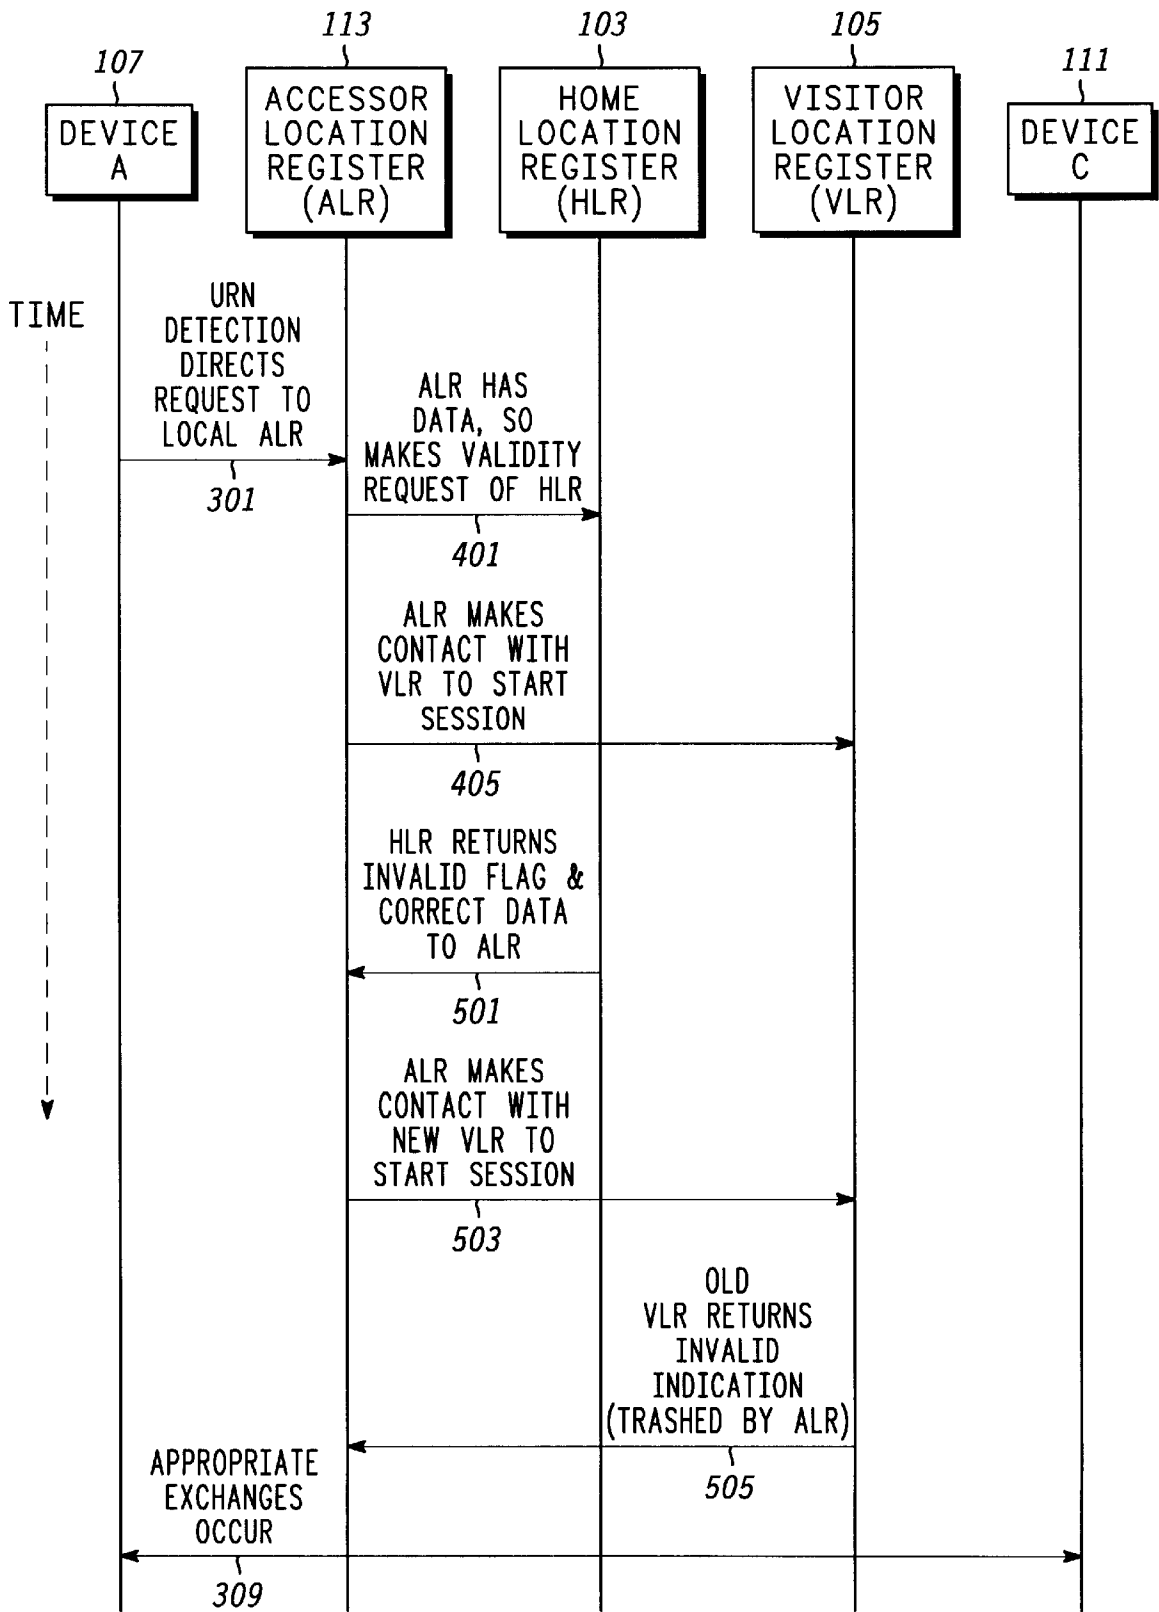 107
113
103
105
111
DEVICE
A
ACCESSOR
LOCATION
REGISTER
(ALR)
HOME
LOCATION
REGISTER
(HLR)
VISITOR
LOCATION
REGISTER
(VLR)
DEVICE
C
TIME
URN
DETECTION
DIRECTS
REQUEST TO
LOCAL ALR
301
ALR HAS
DATA, SO
MAKES VALIDITY
REQUEST OF HLR
401
ALR MAKES
CONTACT WITH
VLR TO START
SESSION
405
HLR RETURNS
INVALID FLAG &
CORRECT DATA
TO ALR
501
ALR MAKES
CONTACT WITH
NEW VLR TO
START SESSION
503
OLD
VLR RETURNS
INVALID
INDICATION
(TRASHED BY ALR)
505
APPROPRIATE
EXCHANGES
OCCUR
309